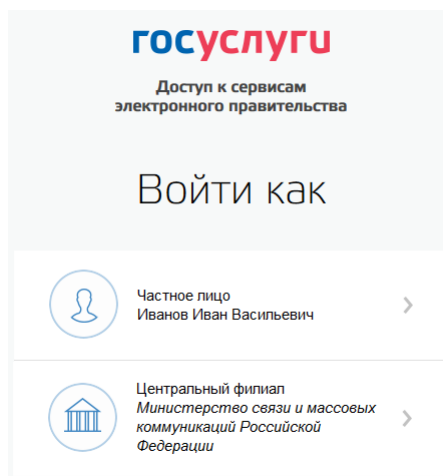 госуслуги
Доступ к сервисам
электронного правительства
Войти как
Частное лицо
Иванов Иван Васильевич
Центральный филиал
Министерство связи и массовых
коммуникаций Российской
Федерации